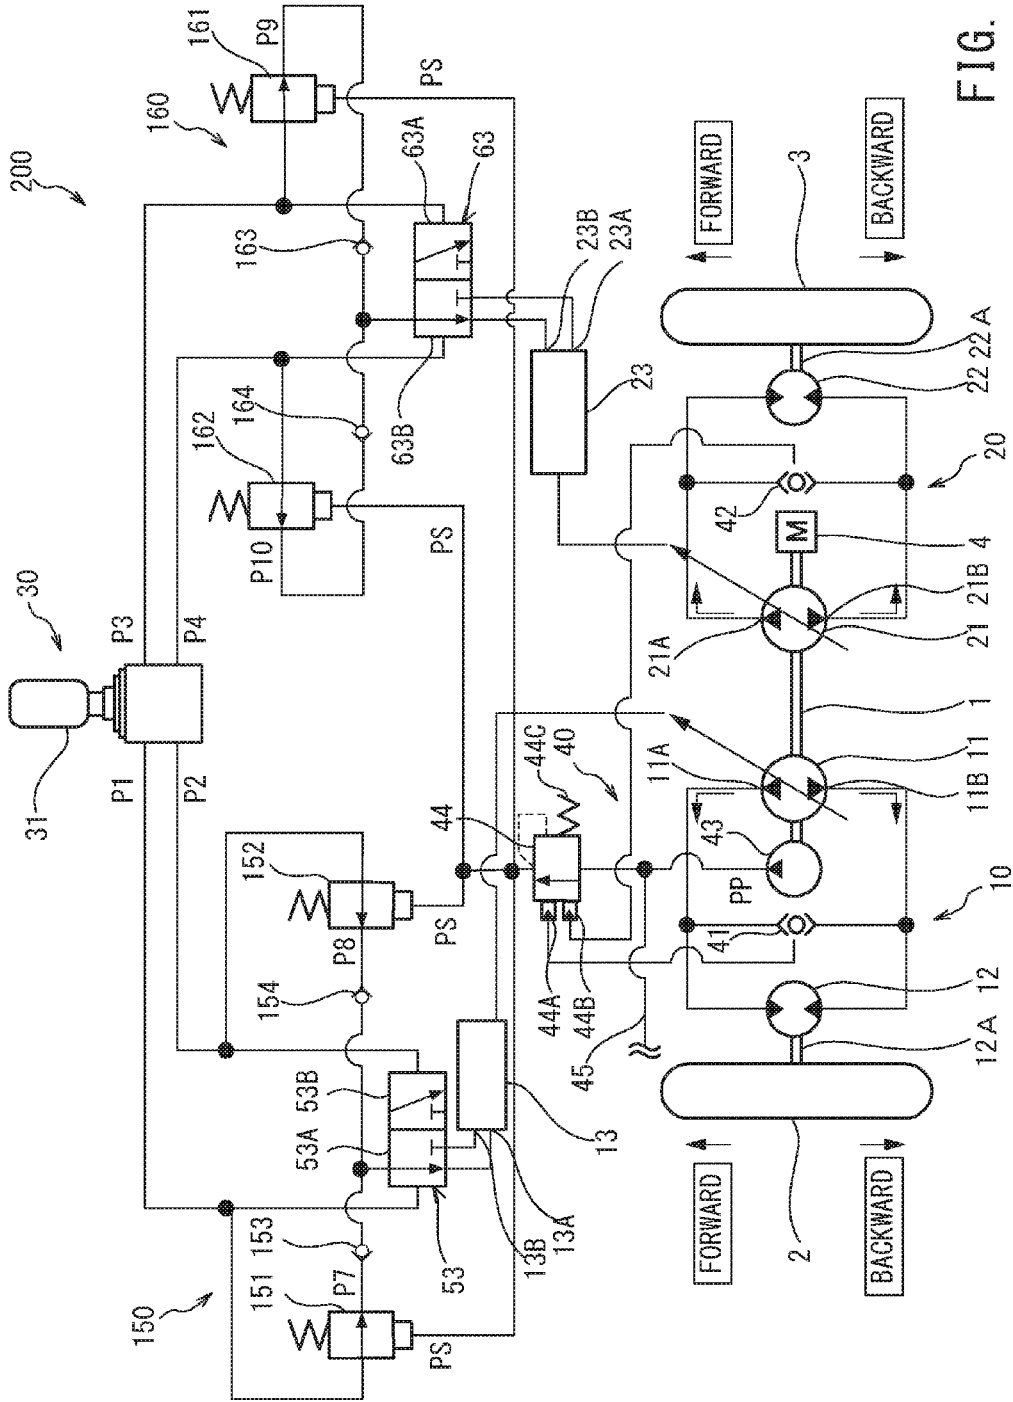 200
30
31
P1
P2
P3
P4
160
161
P9
PS
162
P10
PS
163
164
63A
63
63B
23B
23A
23
150
151
P7
PS
152
P8
PS
153
154
53A
53B
53
13B
13A
13
44
44C
40
44A
44B
45
FORWARD
BACKWARD
2
12A
12
10
41
PP
43
11A
11B
11
1
21A
21B
21
M
4
42
20
22
22A
3
FORWARD
BACKWARD
FIG.